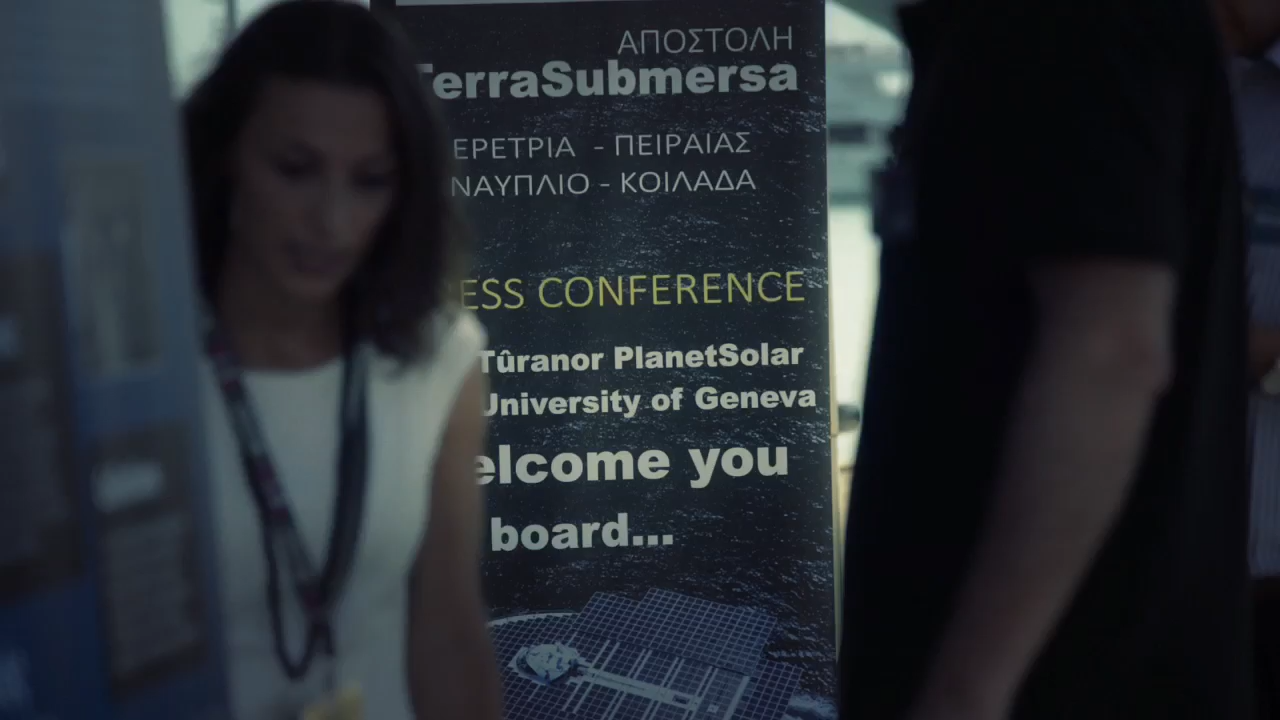 ΑΠΟΣΤΟΛΗ
TerraSubmersa
ΕΡΕΤΡΙΑ - ΠΕΙΡΑΙΑΣ
ΝΑΥΠΛΙΟ - ΚΟΙΛΑΔΑ
ESS CONFERENCE
Tûranor PlanetSolar
University of Geneva
elcome you
board...